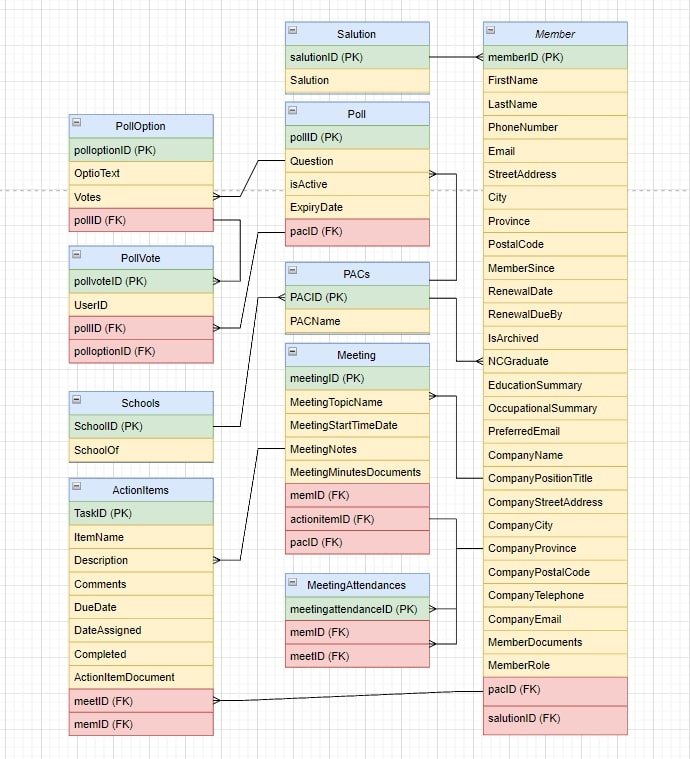 Salution
salutionID (PK)
Salution
Member
memberID (PK)
FirstName
LastName
PhoneNumber
Email
StreetAddress
City
Province
PostalCode
MemberSince
RenewalDate
RenewalDueBy
IsArchived
NCGraduate
EducationSummary
OccupationalSummary
PreferredEmail
CompanyName
CompanyPositionTitle
CompanyStreetAddress
CompanyCity
CompanyProvince
CompanyPostalCode
CompanyTelephone
CompanyEmail
MemberDocuments
MemberRole
pacID (FK)
salutionID (FK)
Poll
pollID (PK)
Question
isActive
ExpiryDate
pacID (FK)
PollOption
polloptionID (PK)
OptioText
Votes
pollID (FK)
PollVote
pollvoteID (PK)
UserID
pollID (FK)
polloptionID (FK)
PACs
PACID (PK)
PACName
Meeting
meetingID (PK)
MeetingTopicName
MeetingStartTimeDate
MeetingNotes
MeetingMinutesDocuments
memID (FK)
actionitemID (FK)
pacID (FK)
Schools
SchoolID (PK)
SchoolOf
ActionItems
TaskID (PK)
ItemName
Description
Comments
DueDate
DateAssigned
Completed
ActionItemDocument
meetID (FK)
memID (FK)
MeetingAttendances
meetingattendanceID (PK)
memID (FK)
meetID (FK)